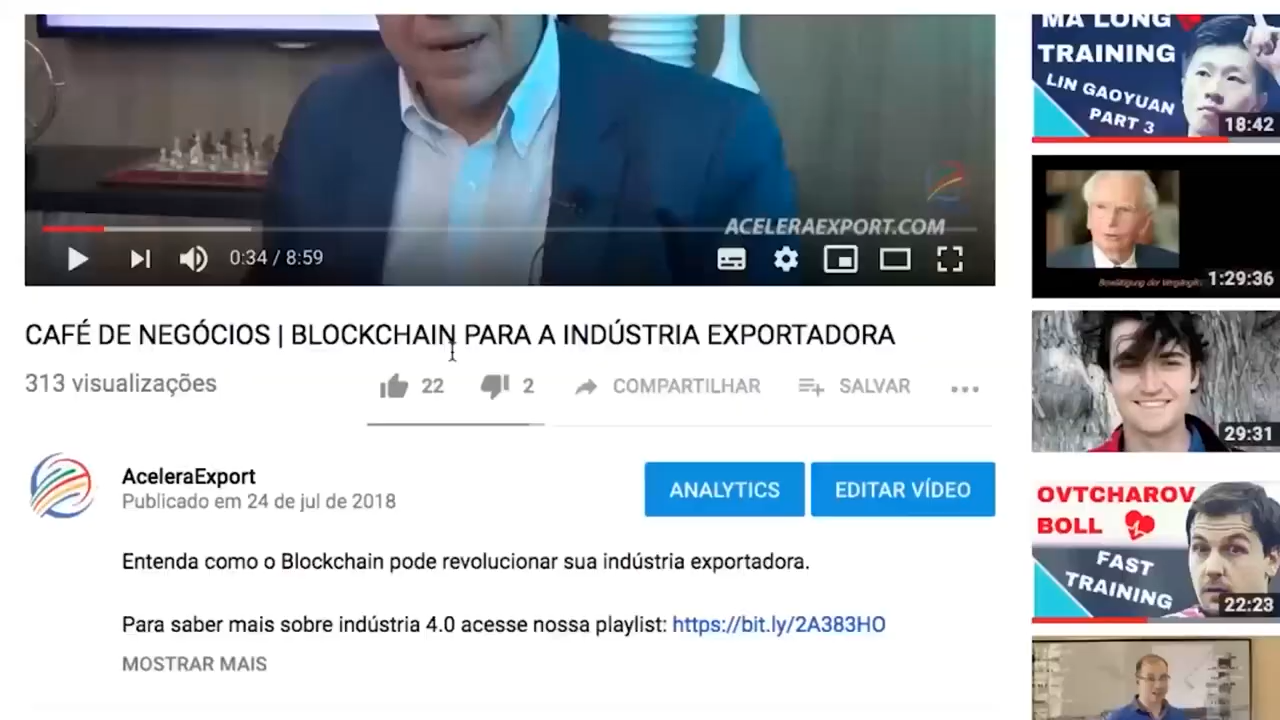 ACELERAEXPORT.COM
0:34 / 8:59
CAFÉ DE NEGÓCIOS | BLOCKCHAIN PARA A INDÚSTRIA EXPORTADORA
313 visualizações
22
2
COMPARTILHAR
SALVAR
AceleraExport
Publicado em 24 de jul de 2018
ANALYTICS
EDITAR VÍDEO
Entenda como o Blockchain pode revolucionar sua indústria exportadora.
Para saber mais sobre indústria 4.0 acesse nossa playlist: https://bit.ly/2A383HO
MOSTRAR MAIS
MA LONG
TRAINING
LIN GAOYUAN
PART 3
18:42
1:29:36
29:31
OVTCHAROV
BOLL
FAST
TRAINING
22:23